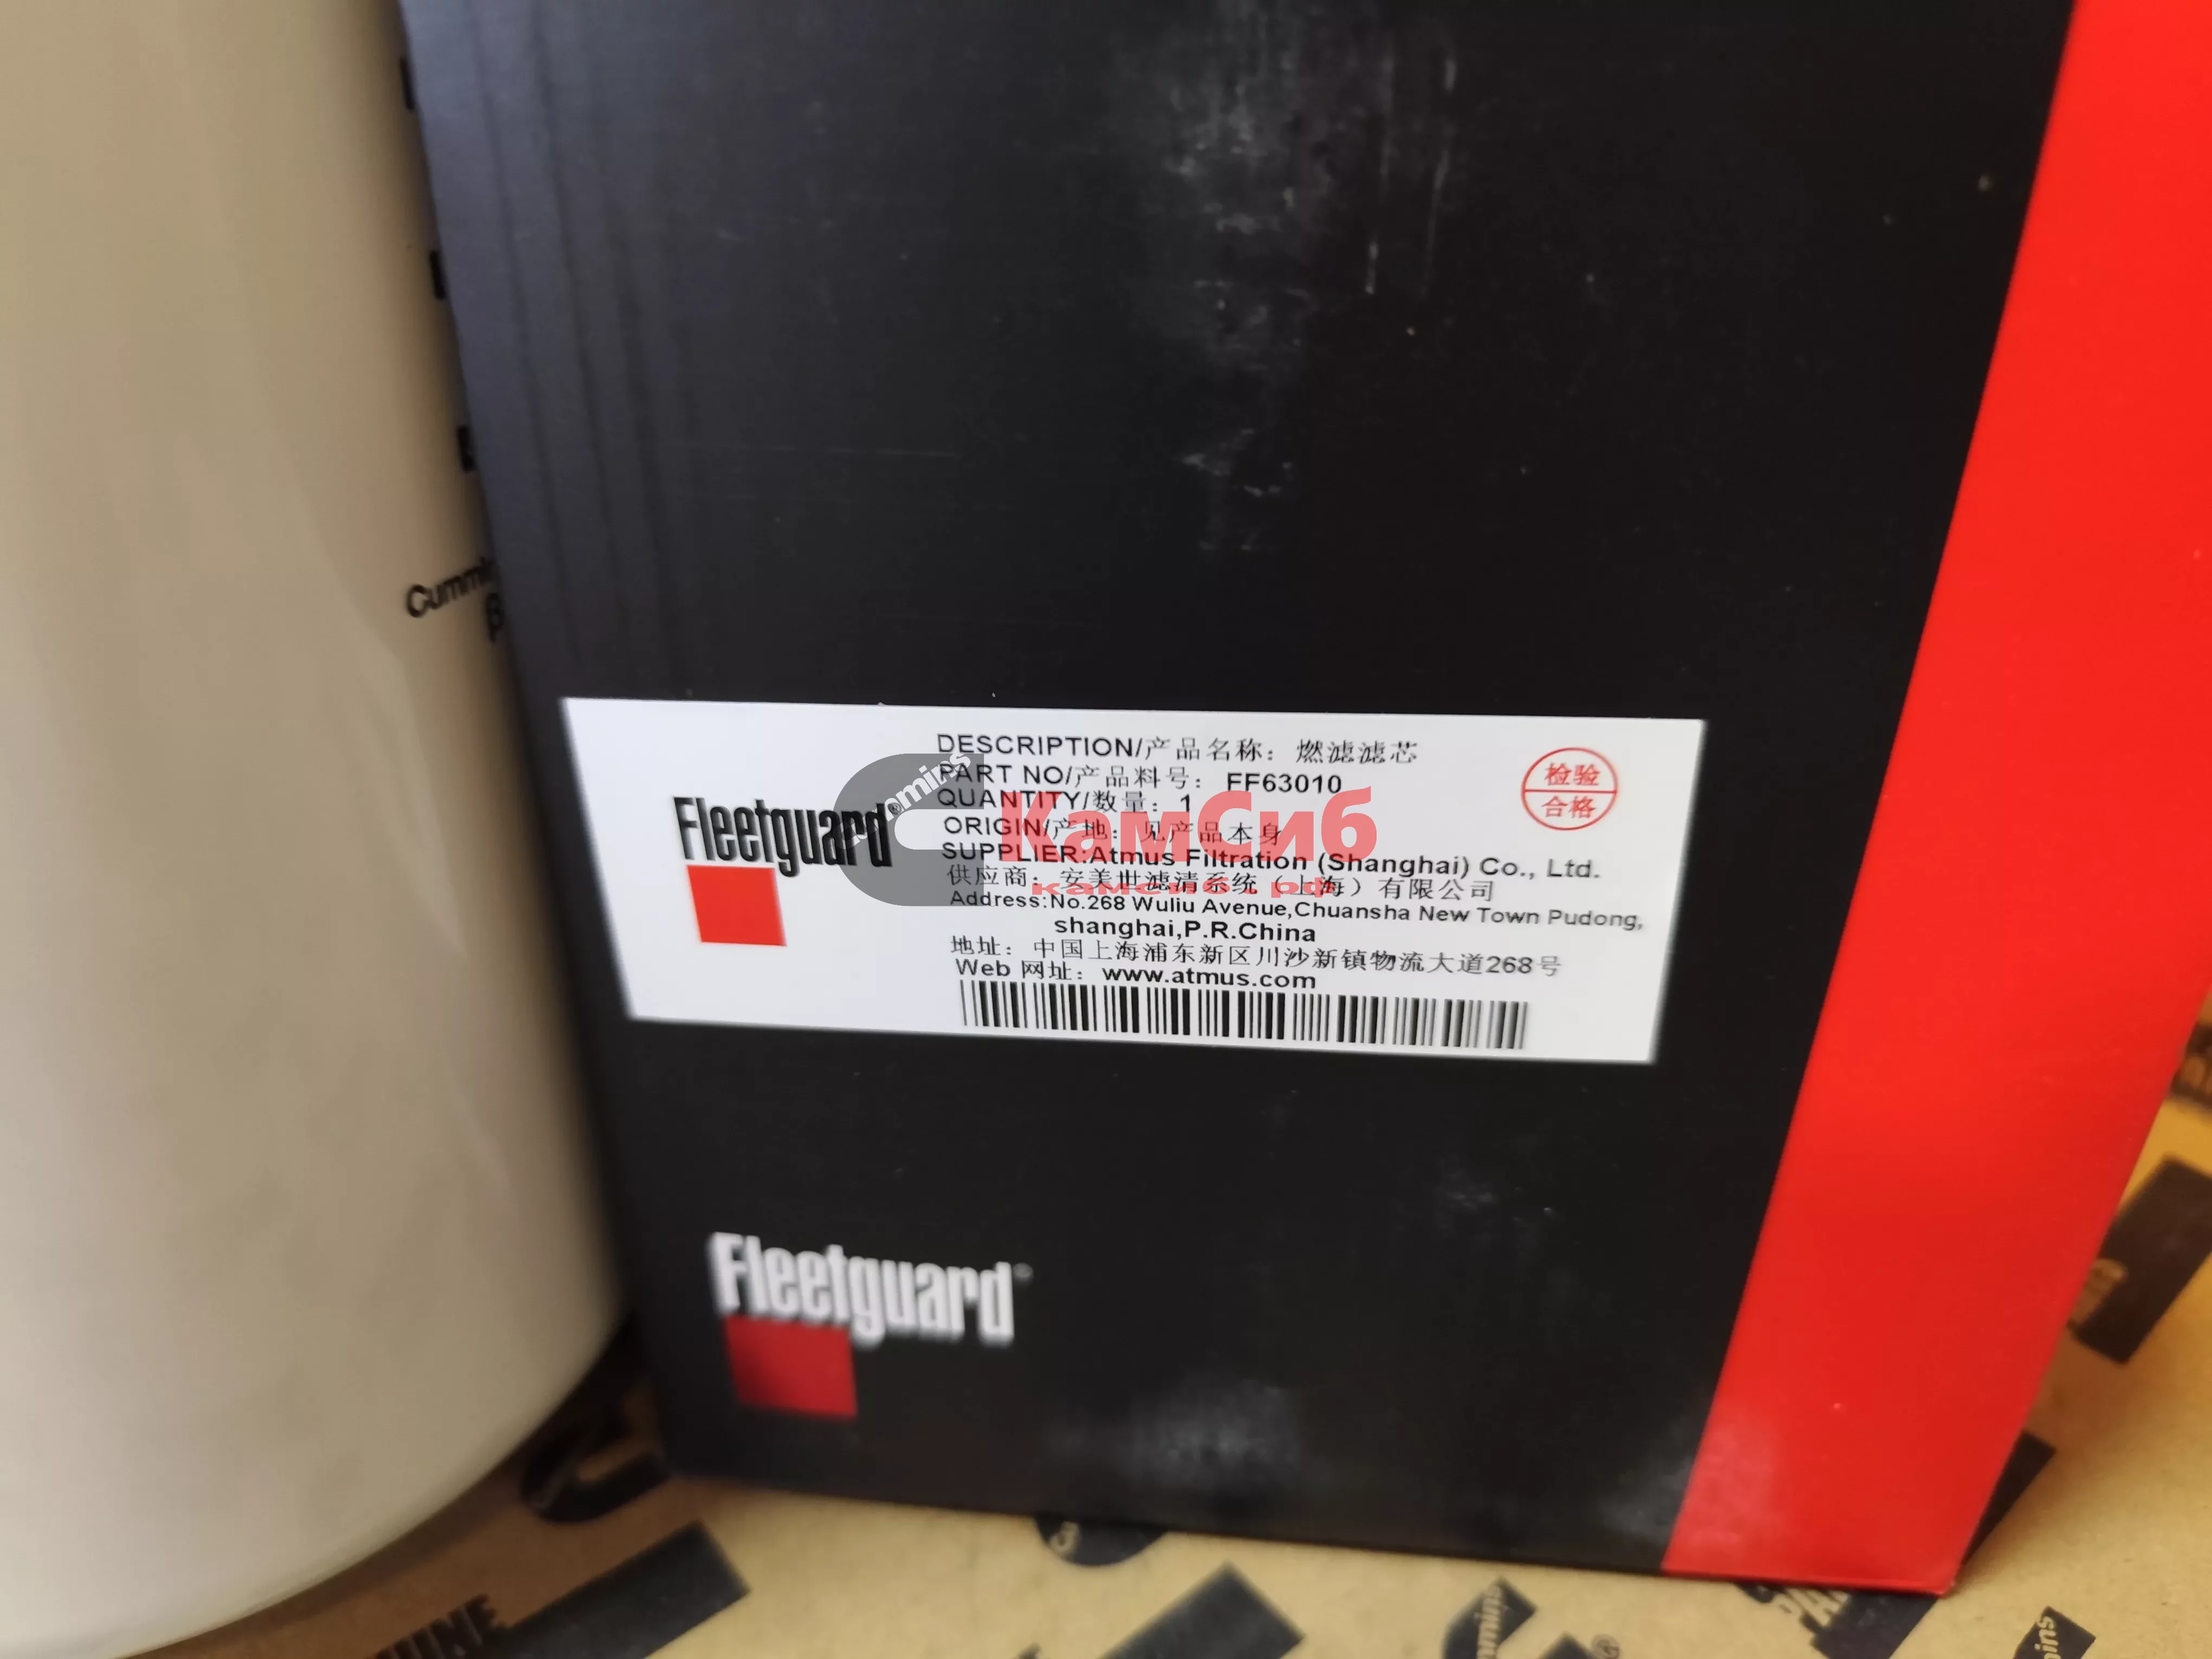 DESCRIPTION/产品名称：燃滤滤芯
PART NO/产品料号：FF63010
QUANTITY/数量：1
ORIGIN/产地：见产品本身
SUPPLIER:Atmus Filtration (Shanghai) Co., Ltd.
供应商：安美世滤清系统（上海）有限公司
Address:No.268 Wuliu Avenue,Chuansha New Town Pudong,
shanghai,P.R.China
地址：中国上海浦东新区川沙新镇物流大道268号
Web 网址：www.atmus.com
检验
合格
Fleetguard®
Cummins
КамСиб
камсиб.рф
Fleetguard